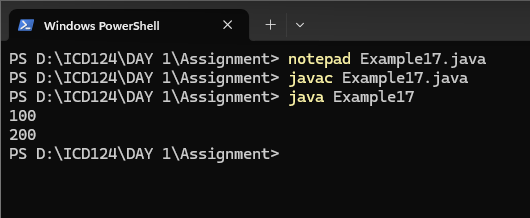 Windows PowerShell
PS D:\ICD124\DAY 1\Assignment> notepad Example17.java
PS D:\ICD124\DAY 1\Assignment> javac Example17.java
PS D:\ICD124\DAY 1\Assignment> java Example17
100
200
PS D:\ICD124\DAY 1\Assignment>